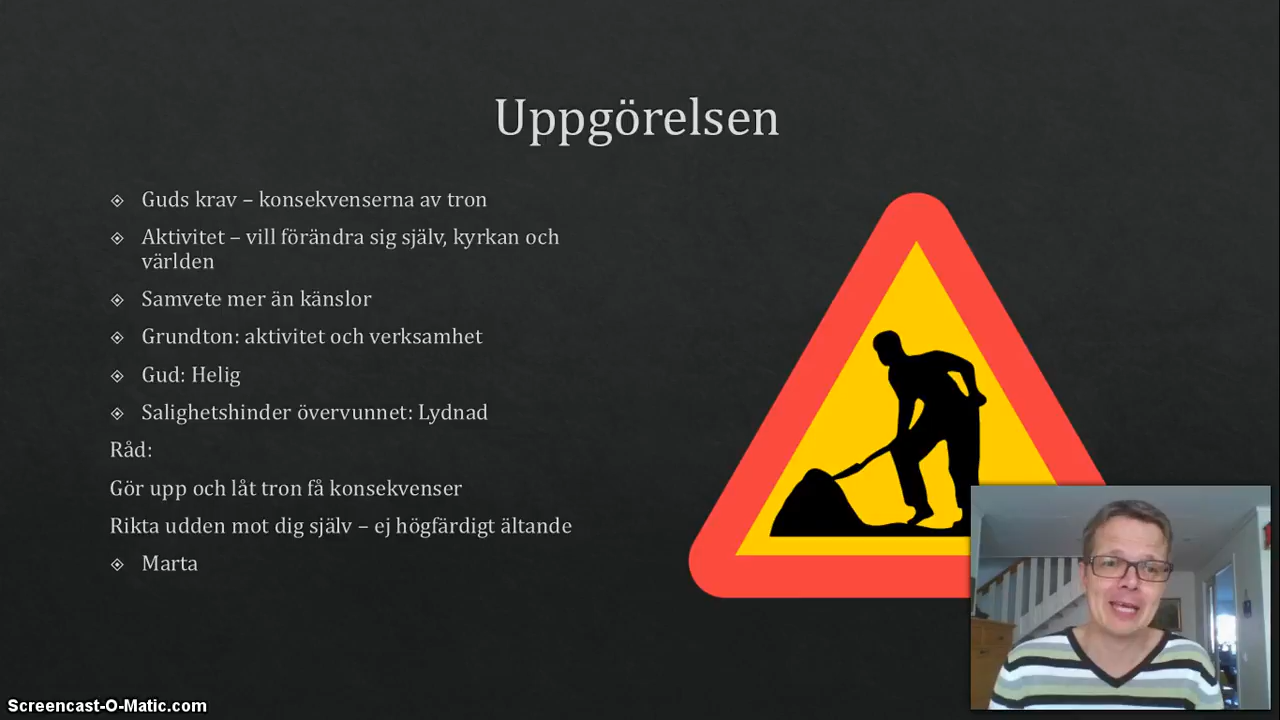 Uppgörelsen
Guds krav – konsekvenserna av tron
Aktivitet – vill förändra sig själv, kyrkan och
världen
Samvete mer än känslor
Grundton: aktivitet och verksamhet
Gud: Helig
Salighetshinder övervunnet: Lydnad
Råd:
Gör upp och låt tron få konsekvenser
Rikta udden mot dig själv – ej högfärdigt ältande
Marta
Screencast-O-Matic.com